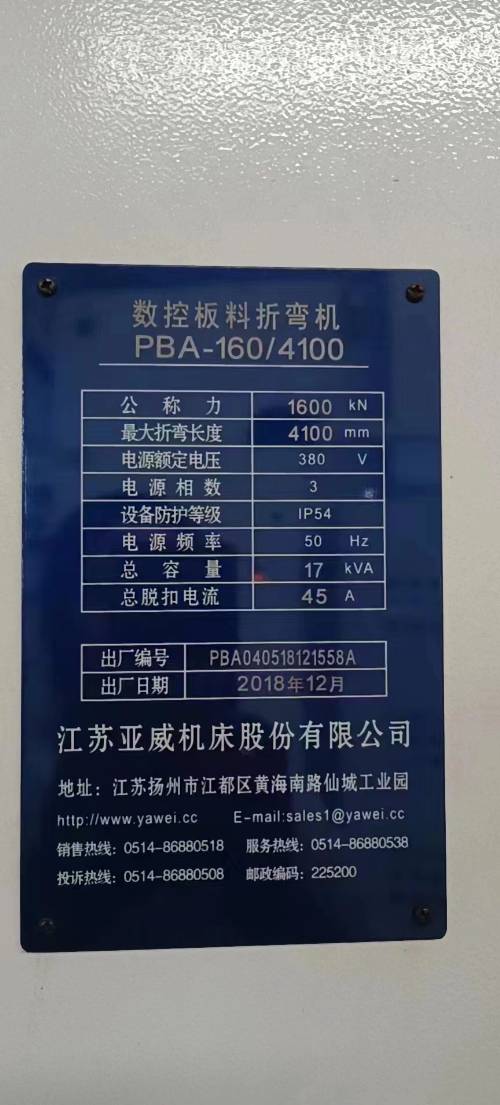 数控板料折弯机
PBA-160/4100
公称力 1600 kN
最大折弯长度 4100 mm
电源额定电压 380 V
电源相数 3
设备防护等级 IP54
电源频率 50 Hz
总容量 17 kVA
总脱扣电流 45 A
出厂编号 PBA040518121558A
出厂日期 2018年12月
江苏亚威机床股份有限公司
地址：江苏扬州市江都区黄海南路仙城工业园
http://www.yawei.cc E-mail:sales1@yawei.cc
销售热线：0514-86880518 服务热线：0514-86880538
投诉热线：0514-86880508 邮政编码：225200